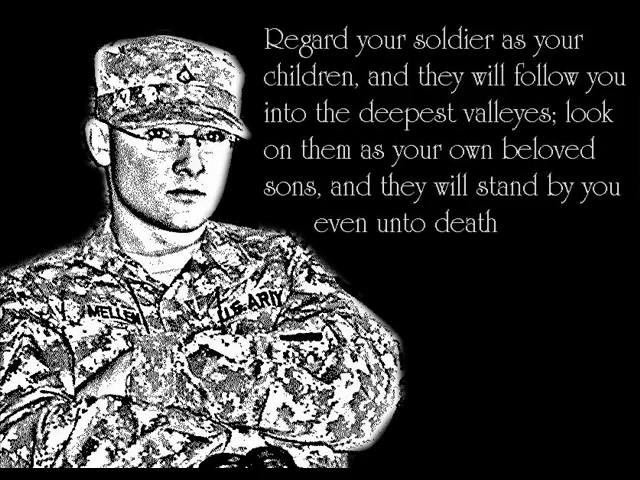 Regard your soldier as your
children, and they will follow you
into the deepest valleyes; look
on them as your own beloved
sons, and they will stand by you
even unto death
MELLEN
U.S. ARMY